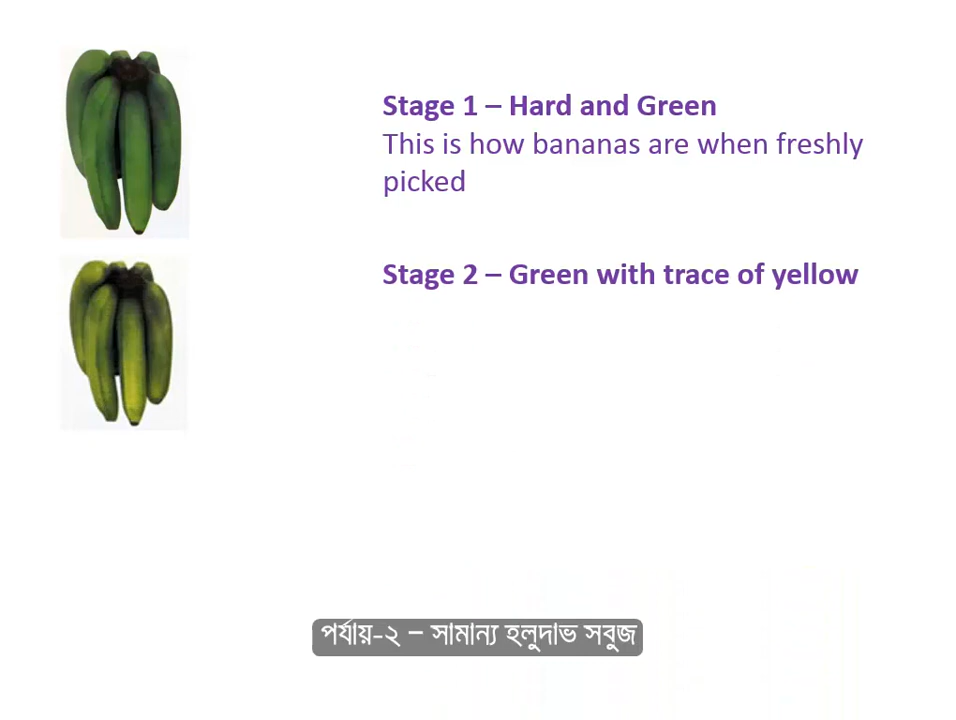 Stage 1 – Hard and Green
This is how bananas are when freshly
picked
Stage 2 – Green with trace of yellow
পর্যায়-২ – সামান্য হলুদাভ সবুজ